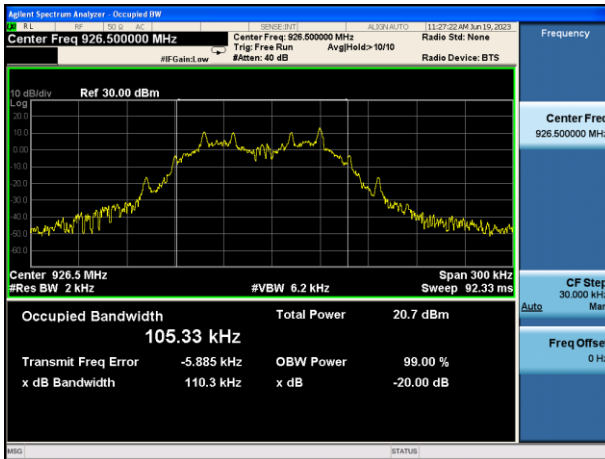 Agilent Spectrum Analyzer - Occupied BW
RL RF 50 Ω AC SENSE:INT ALIGN AUTO 11:27:22 AM Jun 19, 2023
Center Freq 926.500000 MHz
Center Freq: 926.500000 MHz
Radio Std: None
Trig: Free Run Avg|Hold:>10/10
#IFGain:Low
#Atten: 40 dB
Radio Device: BTS
10 dB/div
Ref 30.00 dBm
Log
20.0
10.0
0.00
-10.0
-20.0
-30.0
-40.0
-50.0
-60.0
Center 926.5 MHz
Span 300 kHz
#Res BW 2 kHz
#VBW 6.2 kHz
Sweep 92.33 ms
Occupied Bandwidth
Total Power 20.7 dBm
105.33 kHz
Transmit Freq Error -5.885 kHz
OBW Power 99.00 %
x dB Bandwidth 110.3 kHz
x dB -20.00 dB
MSG
STATUS
Frequency
Center Freq
926.500000 MHz
CF Step
30.000 kHz
Auto Man
Freq Offset
0 Hz